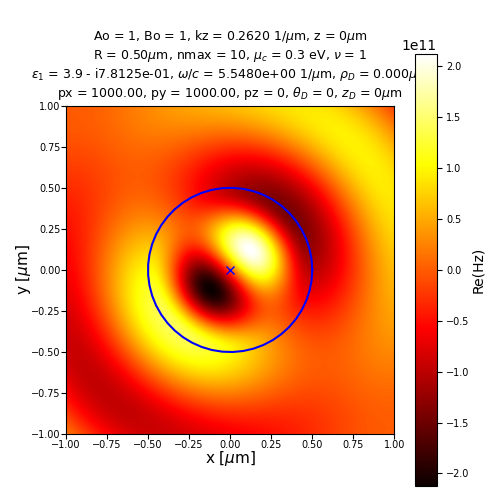 Ao = 1, Bo = 1, kz = 0.2620 1/μm, z = 0μm
R = 0.50μm, nmax = 10, μc = 0.3 eV, ν = 1
ε1 = 3.9 - i7.8125e-01, ω/c = 5.5480e+00 1/μm, ρD = 0.000μ
px = 1000.00, py = 1000.00, pz = 0, θD = 0, zD = 0μm
1e11
1.00
0.75
0.50
0.25
0.00
−0.25
−0.50
−0.75
−1.00
y [μm]
−1.00 −0.75 −0.50 −0.25 0.00 0.25 0.50 0.75 1.00
x [μm]
2.0
1.5
1.0
0.5
0.0
−0.5
−1.0
−1.5
−2.0
Re(Hz)